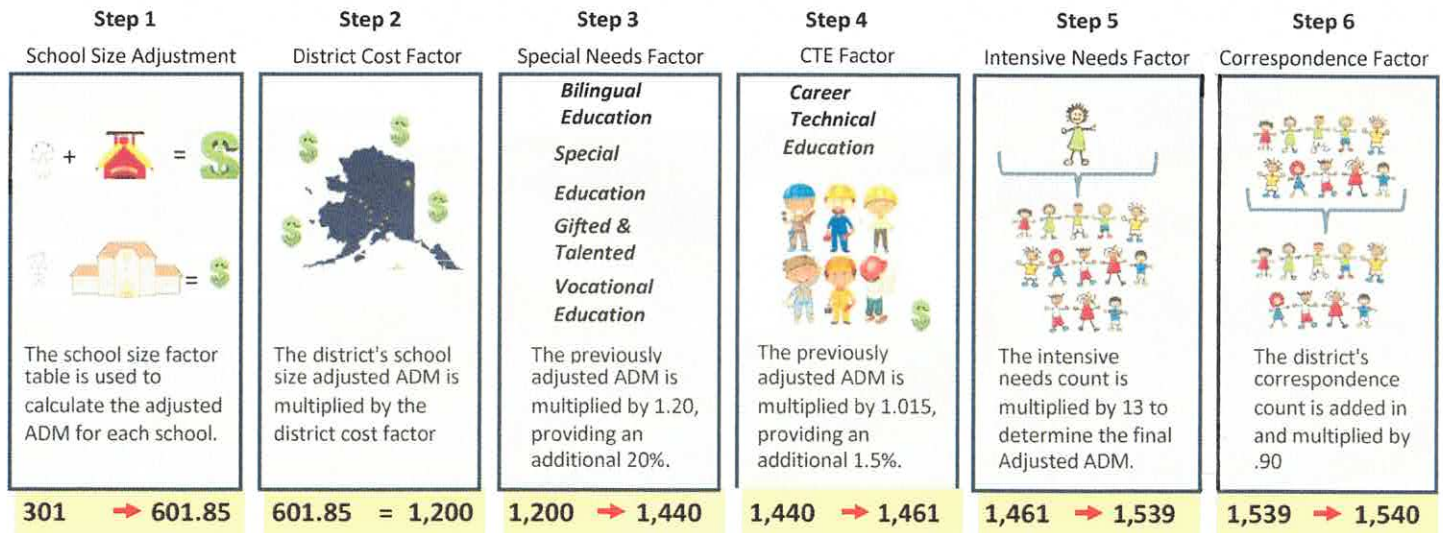 Step 1
School Size Adjustment
+ =
=
The school size factor
table is used to
calculate the adjusted
ADM for each school.
301 → 601.85
Step 2
District Cost Factor
The district's school
size adjusted ADM is
multiplied by the
district cost factor
601.85 = 1,200
Step 3
Special Needs Factor
Bilingual
Education
Special
Education
Gifted &
Talented
Vocational
Education
The previously
adjusted ADM is
multiplied by 1.20,
providing an
additional 20%.
1,200 → 1,440
Step 4
CTE Factor
Career
Technical
Education
The previously
adjusted ADM is
multiplied by 1.015,
providing an
additional 1.5%.
1,440 → 1,461
Step 5
Intensive Needs Factor
The intensive
needs count is
multiplied by 13 to
determine the final
Adjusted ADM.
1,461 → 1,539
Step 6
Correspondence Factor
The district's
correspondence
count is added in
and multiplied by
.90
1,539 → 1,540